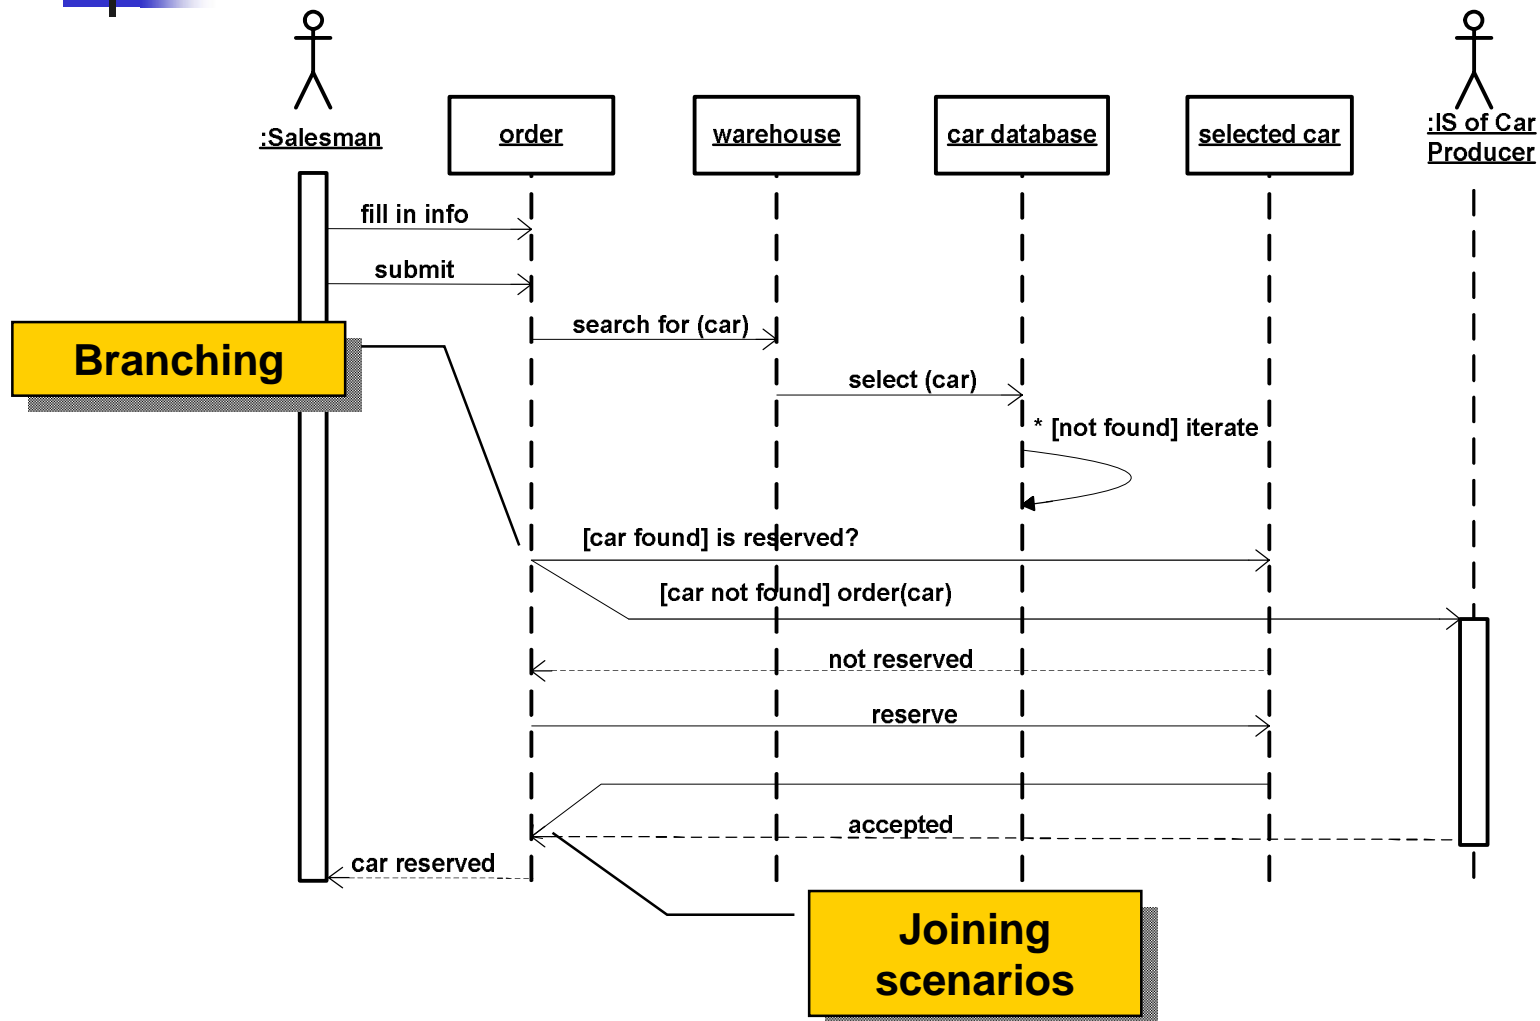 :Salesman
order
warehouse
car database
selected car
:IS of Car
Producer
fill in info
submit
search for (car)
Branching
select (car)
* [not found] iterate
[car found] is reserved?
[car not found] order(car)
not reserved
reserve
accepted
car reserved
Joining
scenarios